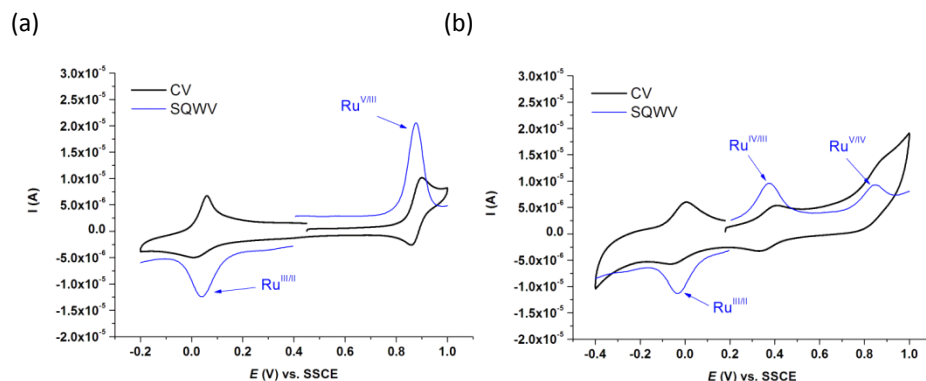 (a)
(b)
3.0x10⁻⁵
2.5x10⁻⁵
2.0x10⁻⁵
1.5x10⁻⁵
1.0x10⁻⁵
5.0x10⁻⁶
0.0
-5.0x10⁻⁶
-1.0x10⁻⁵
-1.5x10⁻⁵
-2.0x10⁻⁵
I (A)
CV
SQWV
Ru^V/III
Ru^III/II
-0.2 0.0 0.2 0.4 0.6 0.8 1.0
E (V) vs. SSCE
3.0x10⁻⁵
2.5x10⁻⁵
2.0x10⁻⁵
1.5x10⁻⁵
1.0x10⁻⁵
5.0x10⁻⁶
0.0
-5.0x10⁻⁶
-1.0x10⁻⁵
-1.5x10⁻⁵
-2.0x10⁻⁵
I (A)
CV
SQWV
Ru^IV/III
Ru^V/IV
Ru^III/II
-0.4 -0.2 0.0 0.2 0.4 0.6 0.8 1.0
E (V) vs. SSCE